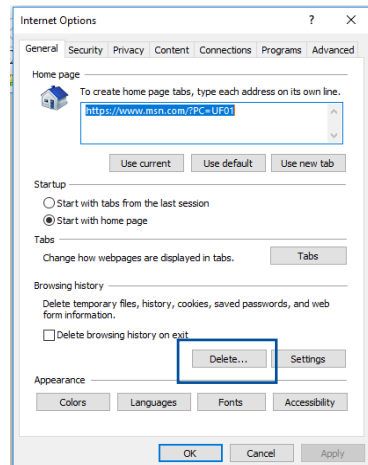 Internet Options ? X
General Security Privacy Content Connections Programs Advanced
Home page
To create home page tabs, type each address on its own line.
https://www.msn.com/?PC=UF01
Use current Use default Use new tab
Startup
Start with tabs from the last session
Start with home page
Tabs
Change how webpages are displayed in tabs. Tabs
Browsing history
Delete temporary files, history, cookies, saved passwords, and web
form information.
Delete browsing history on exit
Delete... Settings
Appearance
Colors Languages Fonts Accessibility
OK Cancel Apply